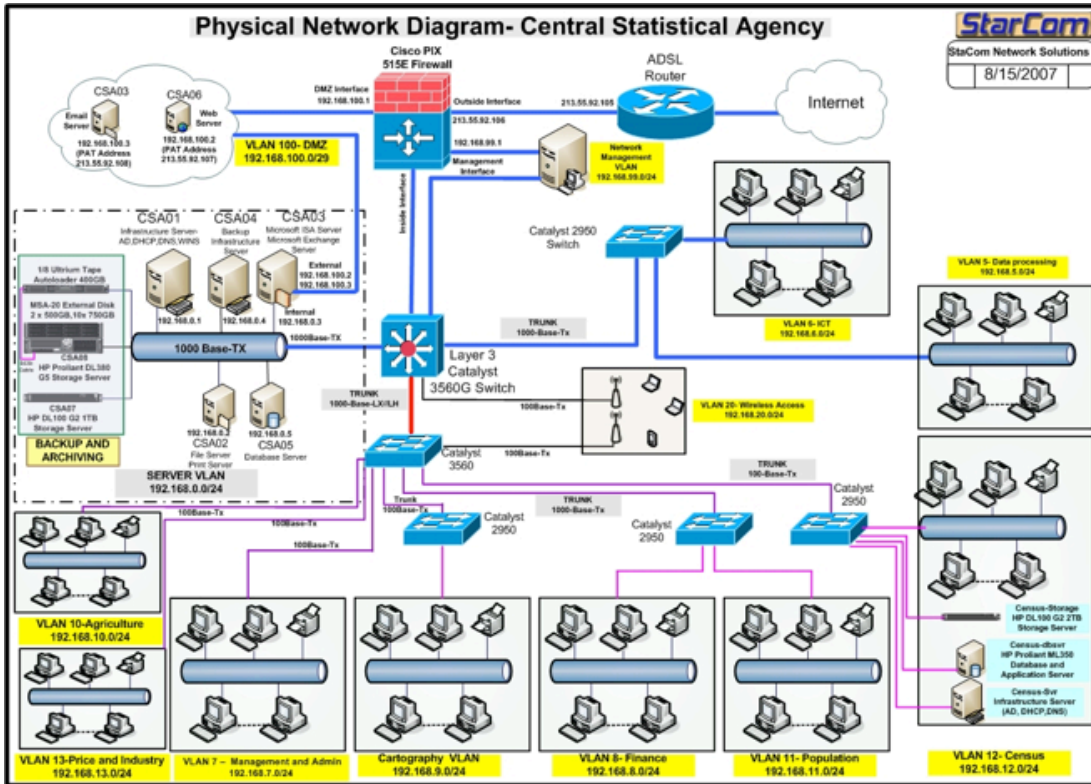 Physical Network Diagram- Central Statistical Agency
StarCom
StaCom Network Solutions
8/15/2007
Cisco PIX
515E Firewall
ADSL
Router
Internet
CSA03
Email
Server
192.168.100.3
(PAT Address
213.55.92.108)
CSA06
Web
Server
192.168.100.2
(PAT Address
213.55.92.107)
DMZ Interface
192.168.100.1
Outside Interface
213.55.92.105
213.55.92.106
VLAN 100- DMZ
192.168.100.0/29
192.168.99.1
Management
Interface
Network
Management
VLAN
192.168.99.0/24
Inside Interface
CSA01
Infrastructure Server-
AD,DHCP,DNS,WINS
CSA04
Backup
Infrastructure
Server
CSA03
Microsoft ISA Server
Microsoft Exchange
Server
External
192.168.100.2
192.168.100.3
Internal
192.168.0.3
192.168.0.1
192.168.0.4
1/8 Ultrium Tape
Autoloader 400GB
MSA-20 External Disk
2 x 500GB,10x 750GB
CSA08
HP Proliant DL380
G5 Storage Server
CSA07
HP DL100 G2 1TB
Storage Server
BACKUP AND
ARCHIVING
1000 Base-TX
1000Base-TX
192.168.0.2
CSA02
File Server
Print Server
192.168.0.5
CSA05
Database Server
SERVER VLAN
192.168.0.0/24
Layer 3
Catalyst
3560G Switch
TRUNK
1000-Base-Tx
Catalyst 2950
Switch
VLAN 6- ICT
192.168.6.0/24
VLAN 5- Data processing
192.168.5.0/24
TRUNK
1000-Base-LX//LH
100Base-Tx
100Base-Tx
VLAN 20- Wireless Access
192.168.20.0/24
Catalyst
3560
100Base-Tx
100Base-Tx
100Base-Tx
Trunk
100Base-Tx
Catalyst
2950
TRUNK
1000-Base-Tx
Catalyst
2950
TRUNK
100-Base-Tx
Catalyst
2950
VLAN 10-Agriculture
192.168.10.0/24
VLAN 13-Price and Industry
192.168.13.0/24
VLAN 7 – Management and Admin
192.168.7.0/24
Cartography VLAN
192.168.9.0/24
VLAN 8- Finance
192.168.8.0/24
VLAN 11- Population
192.168.11.0/24
Census-Storage
HP DL100 G2 2TB
Storage Server
Census-dbsvr
HP Proliant ML350
Database and
Application Server
Census-Svr
Infrastructure Server
(AD, DHCP,DNS)
VLAN 12- Census
192.168.12.0/24